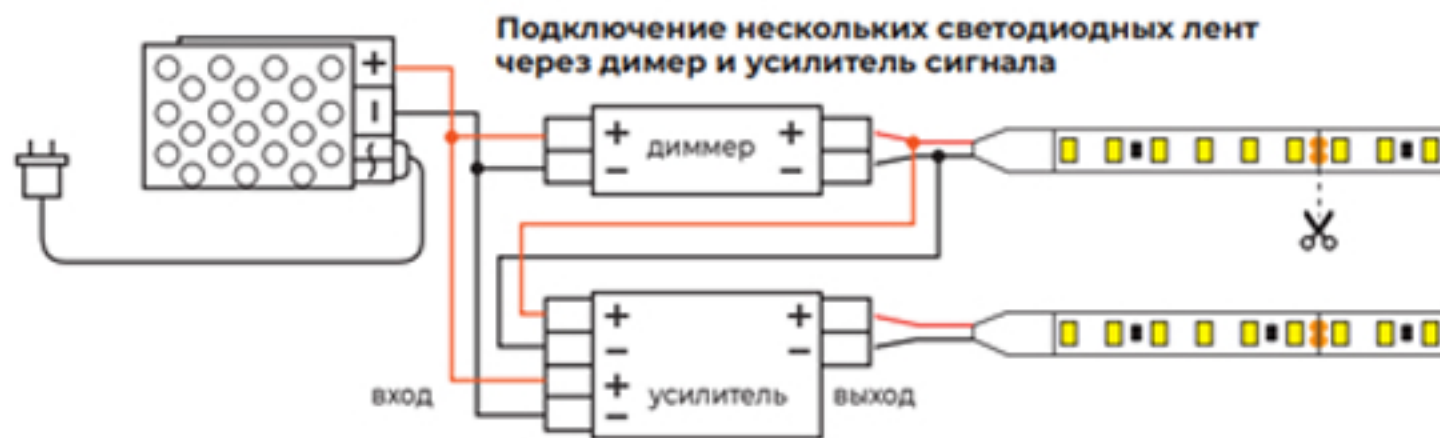 Подключение нескольких светодиодных лент
через димер и усилитель сигнала
+
−
+ диммер +
− −
+ +
− −
вход + усилитель выход
−